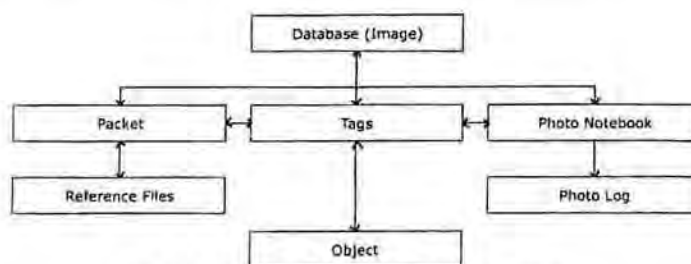 Database (Image)
Packet
Tags
Photo Notebook
Reference Files
Photo Log
Object